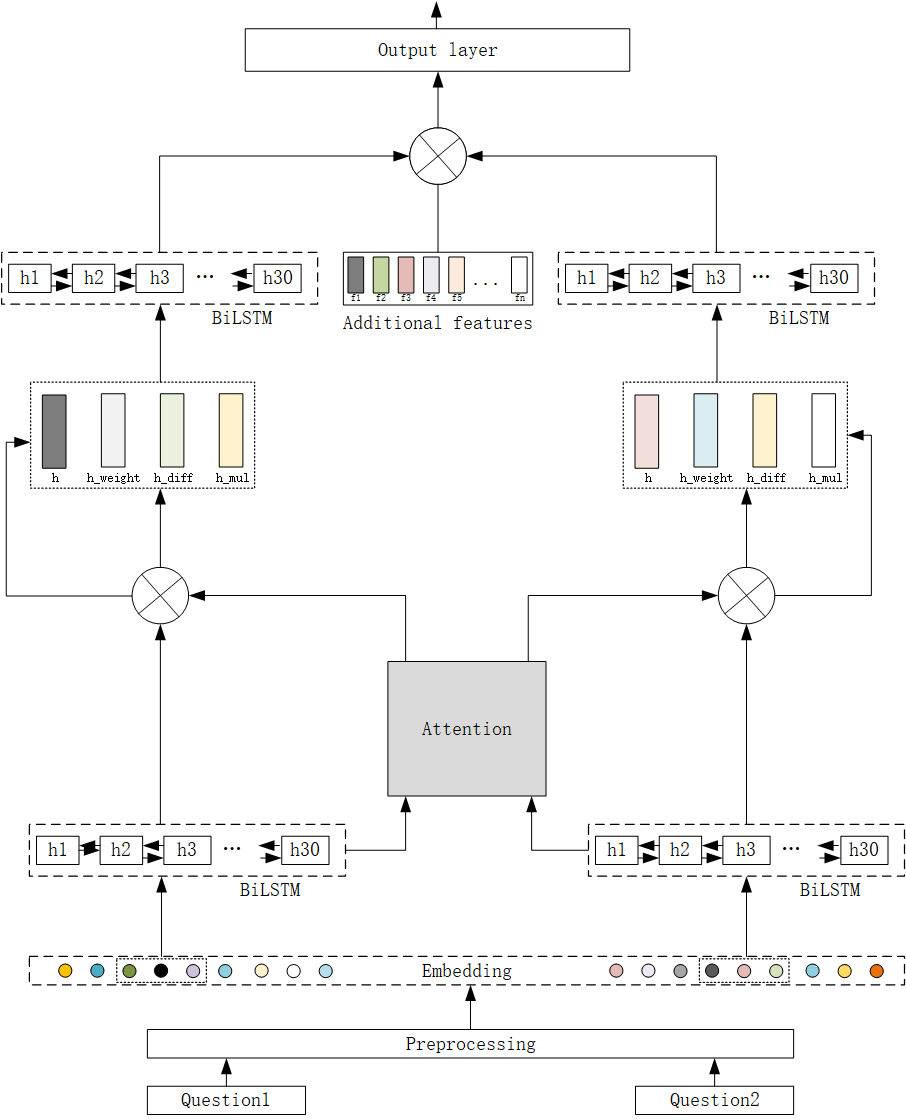 Output layer
h1 h2 h3 ... h30
BiLSTM
f1 f2 f3 f4 f5 ... fn
Additional features
h1 h2 h3 ... h30
BiLSTM
h h_weight h_diff h_mul
h h_weight h_diff h_mul
Attention
h1 h2 h3 ... h30
BiLSTM
h1 h2 h3 ... h30
BiLSTM
Embedding
Preprocessing
Question1
Question2